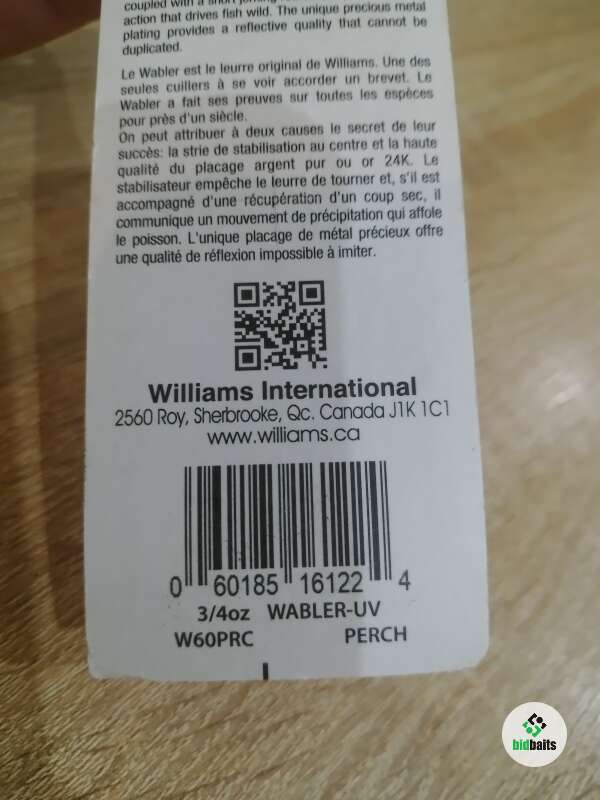 coupled with a short
action that drives fish wild. The unique precious metal
plating provides a reflective quality that cannot be
duplicated.
Le Wabler est le leurre original de Williams. Une des
seules cuillers à se voir accorder un brevet. Le
Wabler a fait ses preuves sur toutes les espèces
pour près d'un siècle.
On peut attribuer à deux causes le secret de leur
succès: la strie de stabilisation au centre et la haute
qualité du placage argent pur ou or 24K. Le
stabilisateur empêche le leurre de tourner et, s'il est
accompagné d'une récupération d'un coup sec, il
communique un mouvement de précipitation qui affole
le poisson. L'unique placage de métal précieux offre
une qualité de réflexion impossible à imiter.
Williams International
2560 Roy, Sherbrooke, Qc. Canada J1K 1C1
www.williams.ca
0 60185 16122 4
3/4oz WABLER-UV
W60PRC PERCH
bidbaits